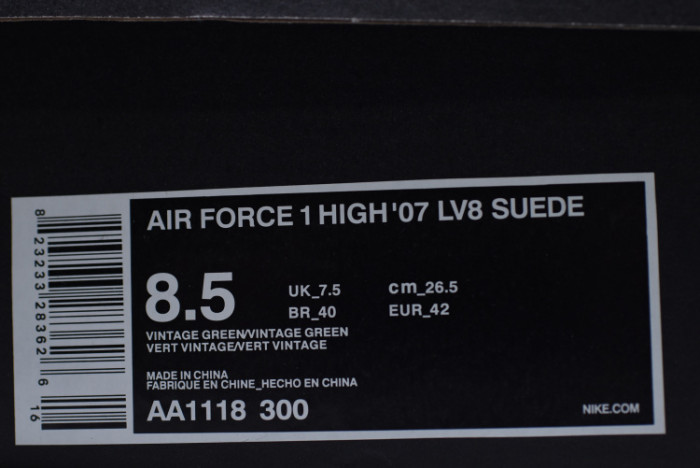 AIR FORCE 1 HIGH '07 LV8 SUEDE
8.5
UK_7.5
cm_26.5
BR_40
EUR_42
VINTAGE GREEN/VINTAGE GREEN
VERT VINTAGE/VERT VINTAGE
MADE IN CHINA
FABRIQUE EN CHINE_HECHO EN CHINA
AA1118 300
NIKE.COM
8 23233 28362 6
16